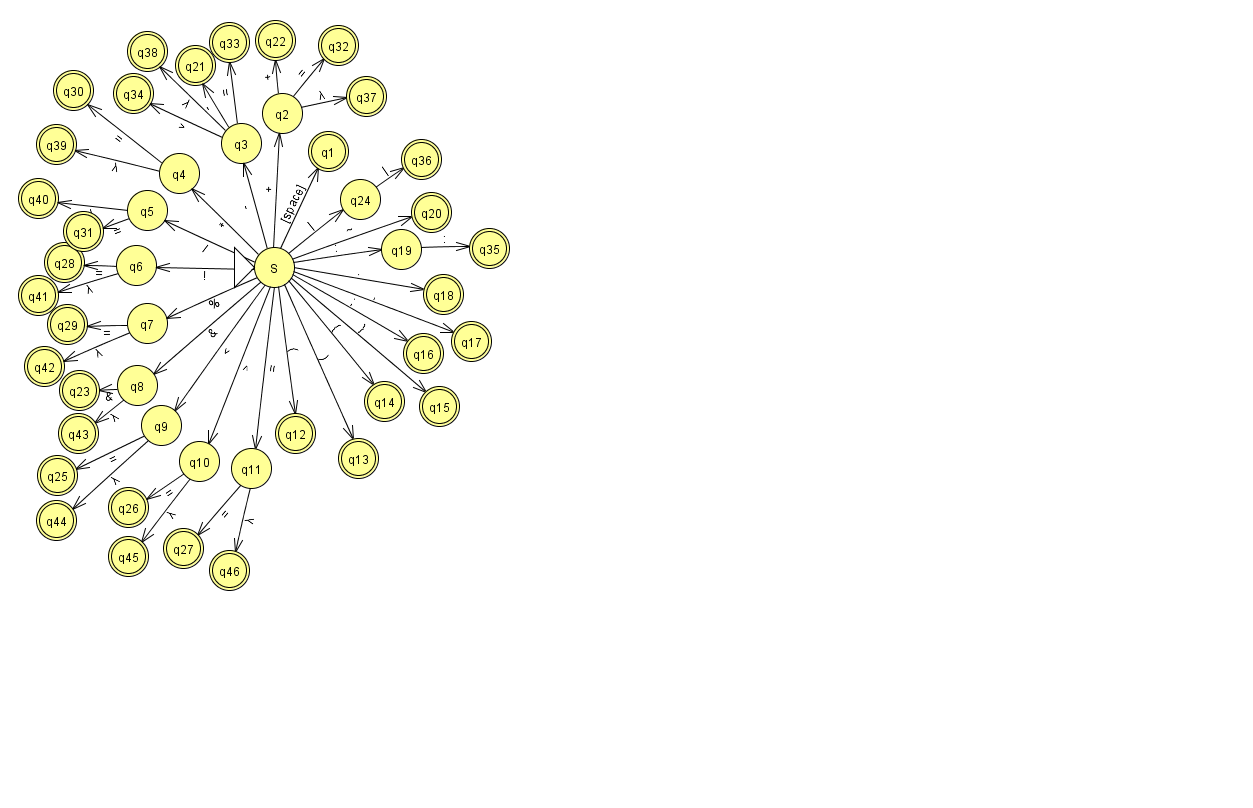 q33
q22
q38
q32
q21
q30
q34
q37
q2
q3
q39
q1
q36
q4
q24
q40
q5
q20
q31
q19
q35
q28
q6
S
q41
q18
q29
q7
q17
q42
q16
q8
q23
q14
q15
q43
q9
q12
q13
q10
q11
q25
q26
q44
q27
q45
q46
[space]
+
+
=
λ
-
-
=
>
λ
*
=
λ
/
=
!
=
λ
%
=
λ
&
&
λ
=
λ
=
λ
=
=
λ
(
)
~